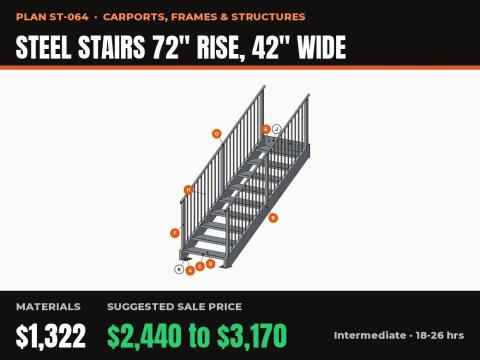 PLAN ST-064 · CARPORTS, FRAMES & STRUCTURES
STEEL STAIRS 72" RISE, 42" WIDE
G
E J
H
B
F
K A C D
MATERIALS SUGGESTED SALE PRICE
$1,322 $2,440 to $3,170
Intermediate · 18-26 hrs